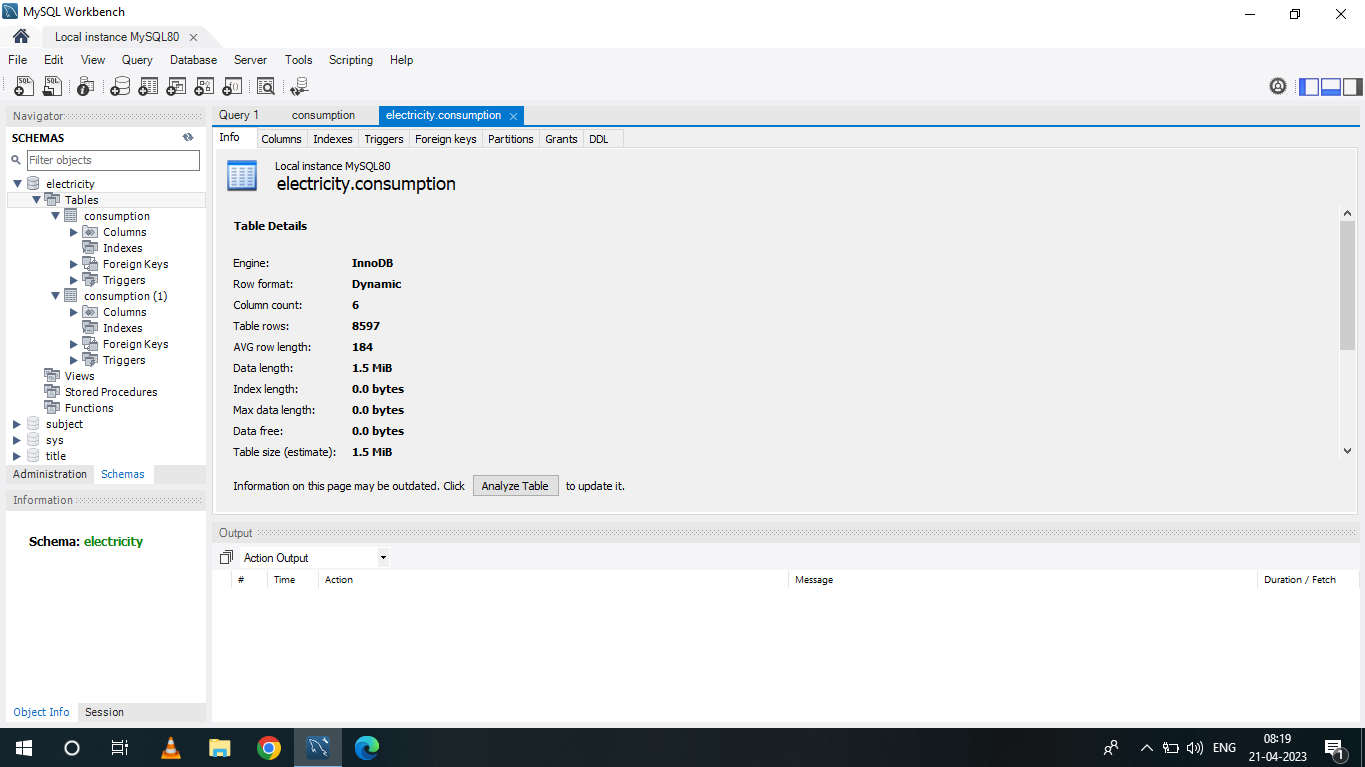 MySQL Workbench
Local instance MySQL80
File Edit View Query Database Server Tools Scripting Help
Navigator
SCHEMAS
Filter objects
electricity
Tables
consumption
Columns
Indexes
Foreign Keys
Triggers
consumption (1)
Columns
Indexes
Foreign Keys
Triggers
Views
Stored Procedures
Functions
subject
sys
title
Administration Schemas
Information
Schema: electricity
Object Info Session
Query 1 consumption electricity.consumption
Info Columns Indexes Triggers Foreign keys Partitions Grants DDL
Local instance MySQL80
electricity.consumption
Table Details
Engine: InnoDB
Row format: Dynamic
Column count: 6
Table rows: 8597
AVG row length: 184
Data length: 1.5 MiB
Index length: 0.0 bytes
Max data length: 0.0 bytes
Data free: 0.0 bytes
Table size (estimate): 1.5 MiB
Information on this page may be outdated. Click Analyze Table to update it.
Output
Action Output
# Time Action Message Duration / Fetch
ENG
08:19
21-04-2023
1